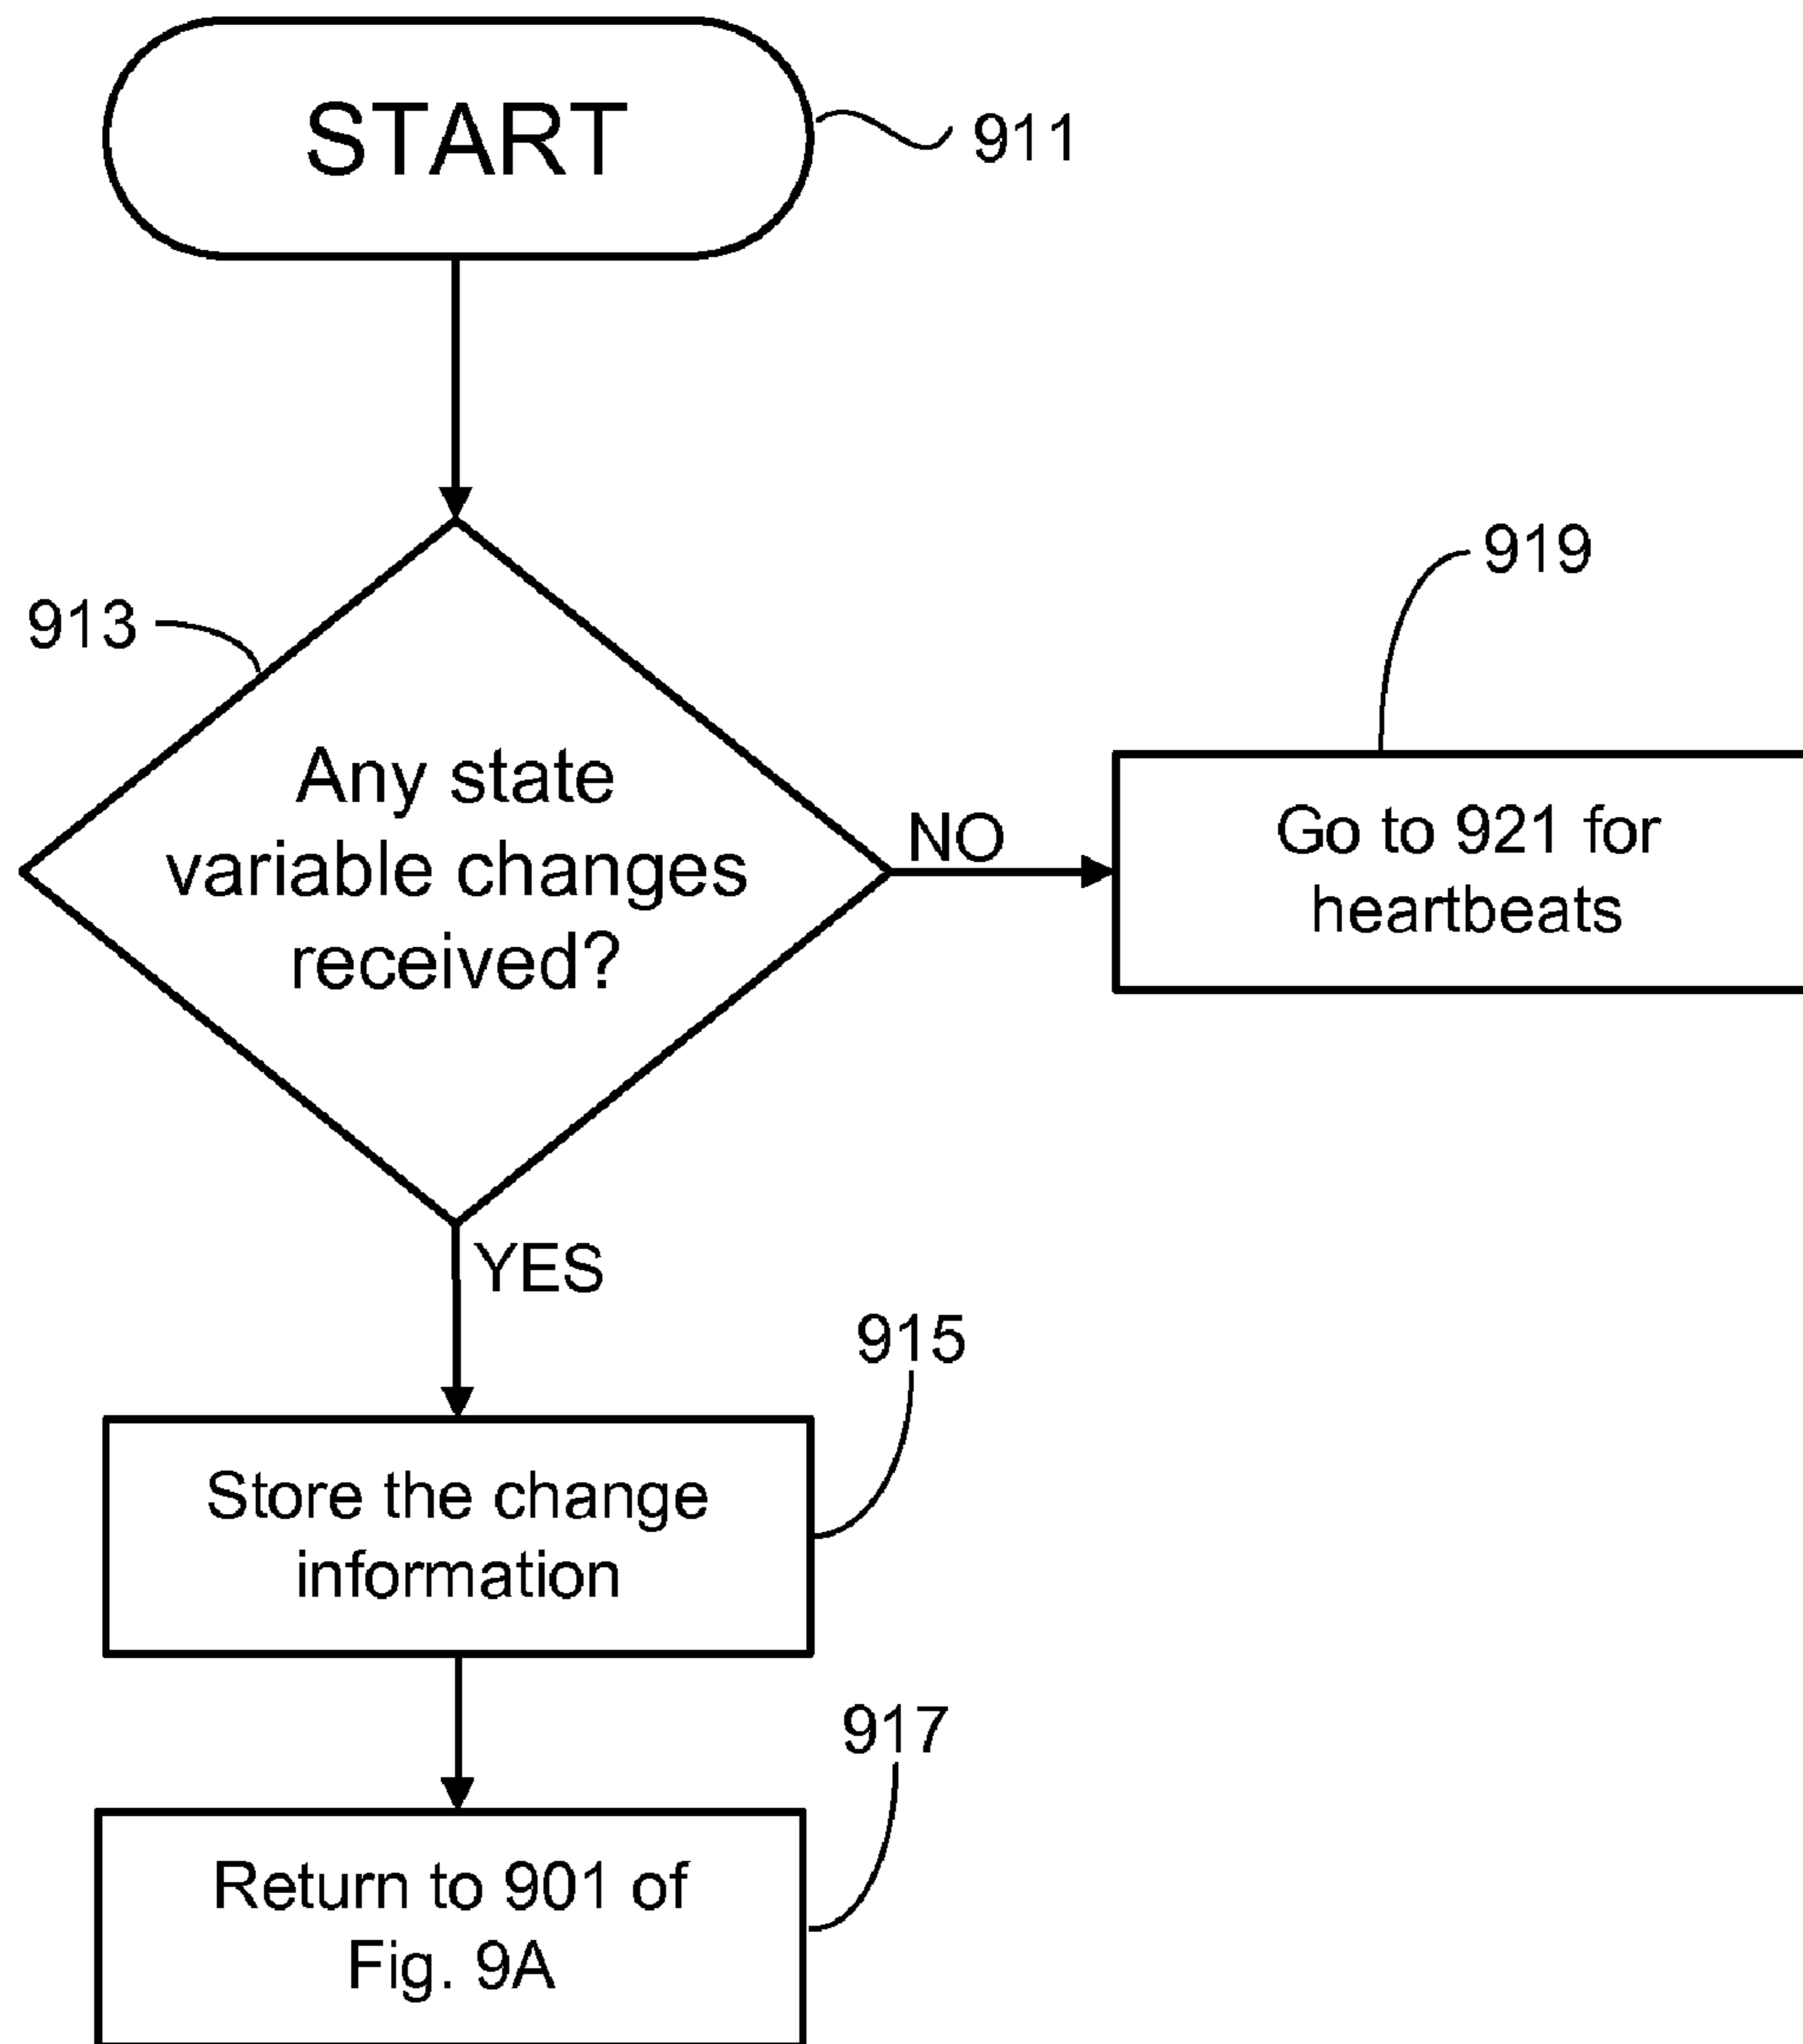 START
911
913
919
Any state
variable changes
received?
NO
Go to 921 for
heartbeats
YES
915
Store the change
information
917
Return to 901 of
Fig. 9A